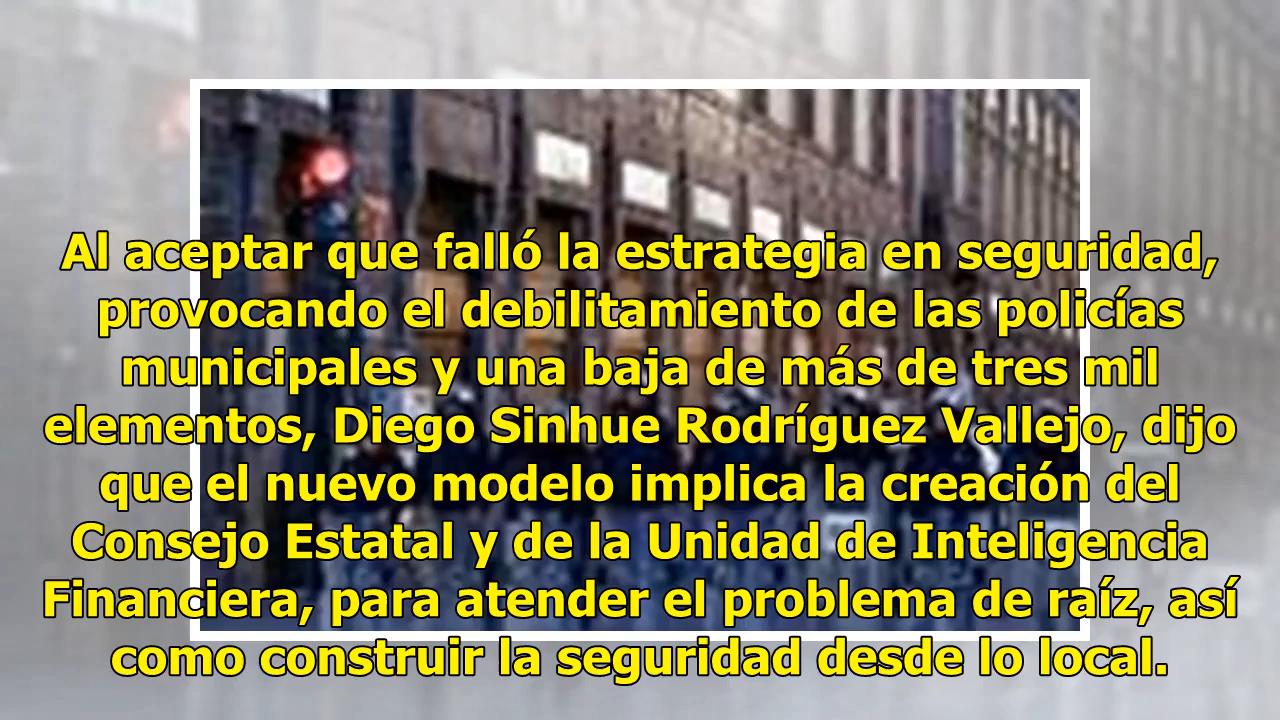 Al aceptar que falló la estrategia en seguridad,
provocando el debilitamiento de las policías
municipales y una baja de más de tres mil
elementos, Diego Sinhue Rodríguez Vallejo, dijo
que el nuevo modelo implica la creación del
Consejo Estatal y de la Unidad de Inteligencia
Financiera, para atender el problema de raíz, así
como construir la seguridad desde lo local.